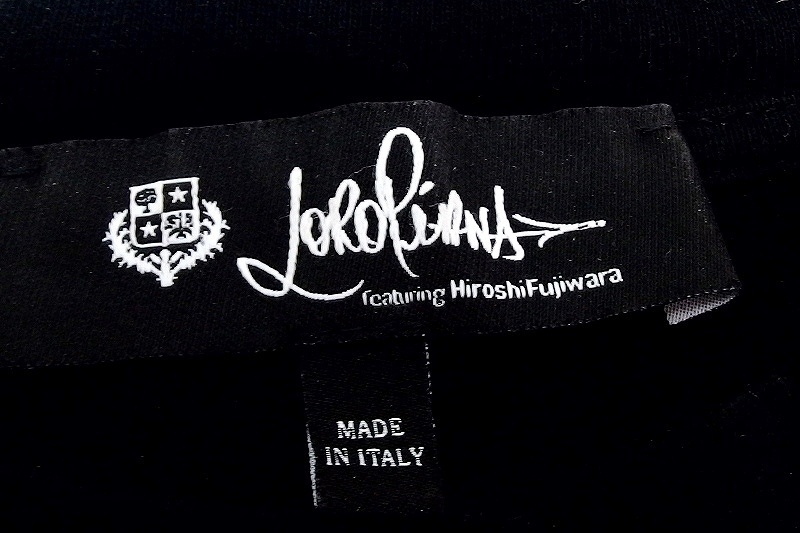 LoroPiana
featuring HiroshiFujiwara
MADE
IN ITALY